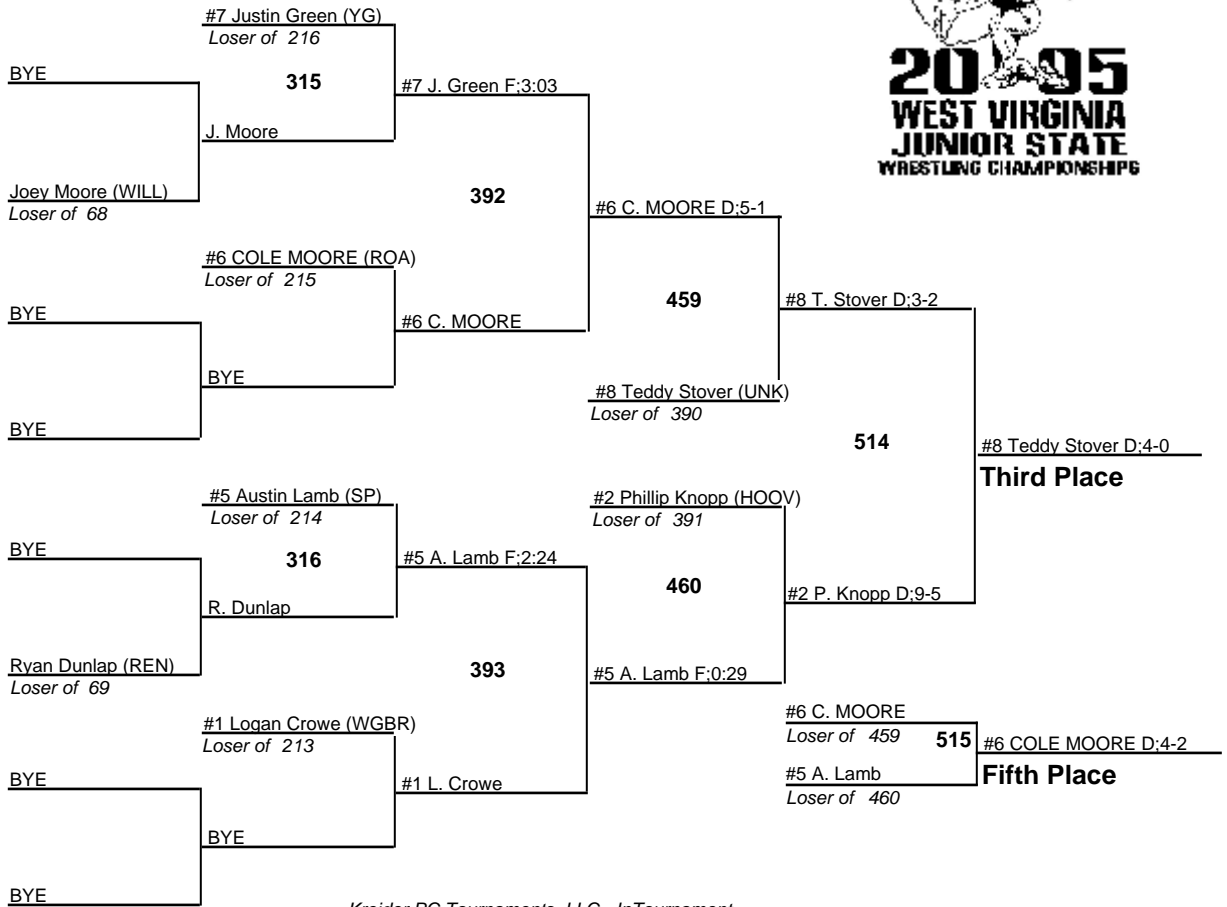 #7 Justin Green (YG)
Loser of 216
BYE
315
#7 J. Green F;3:03
J. Moore
Joey Moore (WILL)
Loser of 68
392
#6 C. MOORE D;5-1
#6 COLE MOORE (ROA)
Loser of 215
BYE
#6 C. MOORE
459
#8 T. Stover D;3-2
BYE
#8 Teddy Stover (UNK)
Loser of 390
BYE
514
#8 Teddy Stover D;4-0
Third Place
#5 Austin Lamb (SP)
Loser of 214
#2 Phillip Knopp (HOOV)
Loser of 391
BYE
316
#5 A. Lamb F;2:24
460
#2 P. Knopp D;9-5
R. Dunlap
Ryan Dunlap (REN)
Loser of 69
393
#5 A. Lamb F;0:29
#1 Logan Crowe (WGBR)
Loser of 213
#6 C. MOORE
Loser of 459
515
#6 COLE MOORE D;4-2
Fifth Place
BYE
#1 L. Crowe
#5 A. Lamb
Loser of 460
BYE
BYE
20 05
WEST VIRGINIA
JUNIOR STATE
WRESTLING CHAMPIONSHIPS